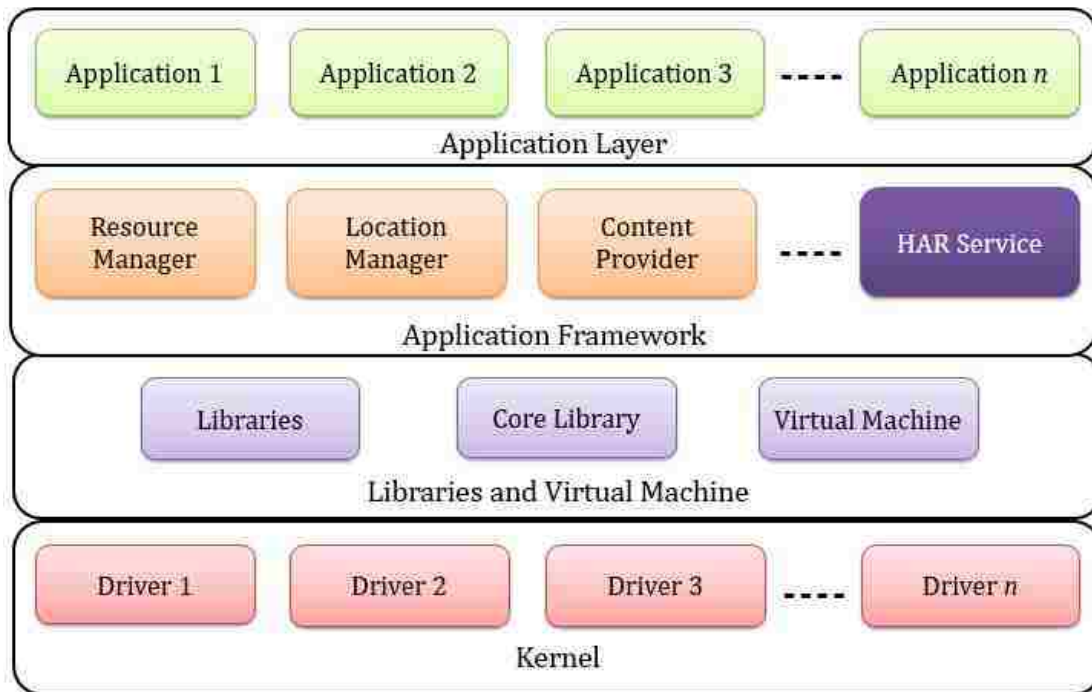 Application 1
Application 2
Application 3
Application n
Application Layer
Resource
Manager
Location
Manager
Content
Provider
HAR Service
Application Framework
Libraries
Core Library
Virtual Machine
Libraries and Virtual Machine
Driver 1
Driver 2
Driver 3
Driver n
Kernel